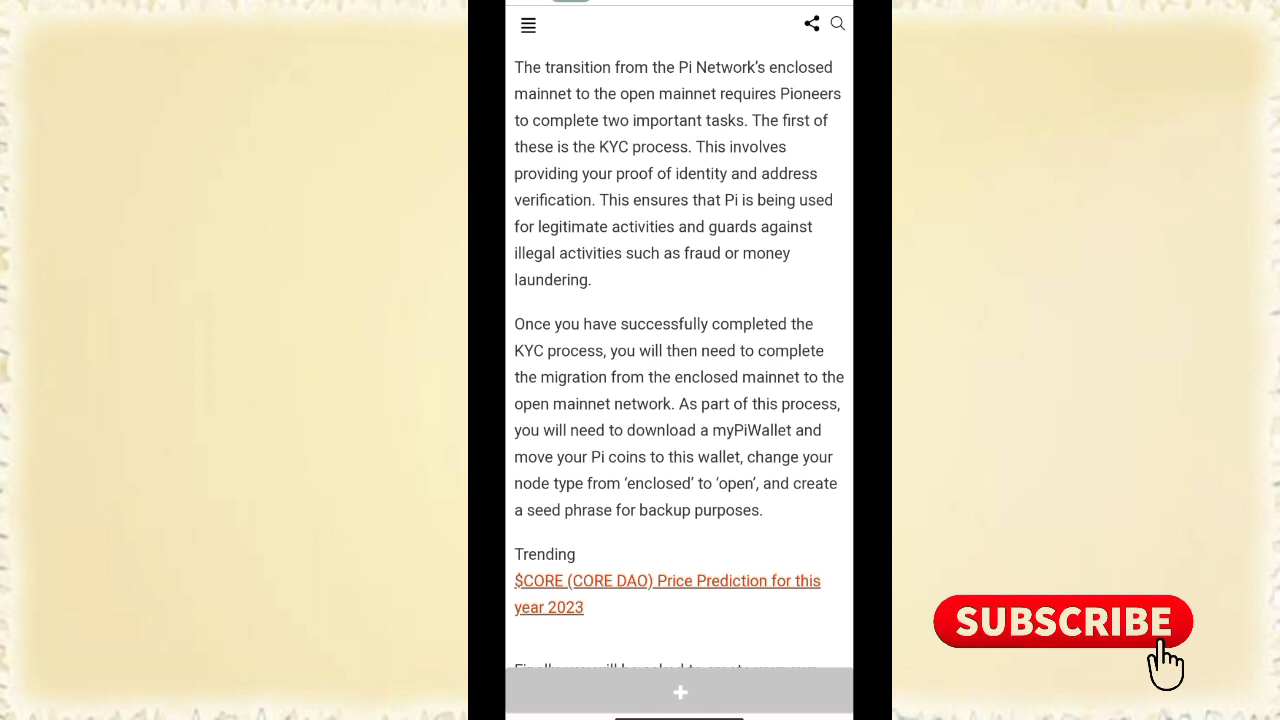 The transition from the Pi Network's enclosed
mainnet to the open mainnet requires Pioneers
to complete two important tasks. The first of
these is the KYC process. This involves
providing your proof of identity and address
verification. This ensures that Pi is being used
for legitimate activities and guards against
illegal activities such as fraud or money
laundering.
Once you have successfully completed the
KYC process, you will then need to complete
the migration from the enclosed mainnet to the
open mainnet network. As part of this process,
you will need to download a myPiWallet and
move your Pi coins to this wallet, change your
node type from ‘enclosed’ to ‘open’, and create
a seed phrase for backup purposes.
Trending
$CORE (CORE DAO) Price Prediction for this
year 2023
SUBSCRIBE